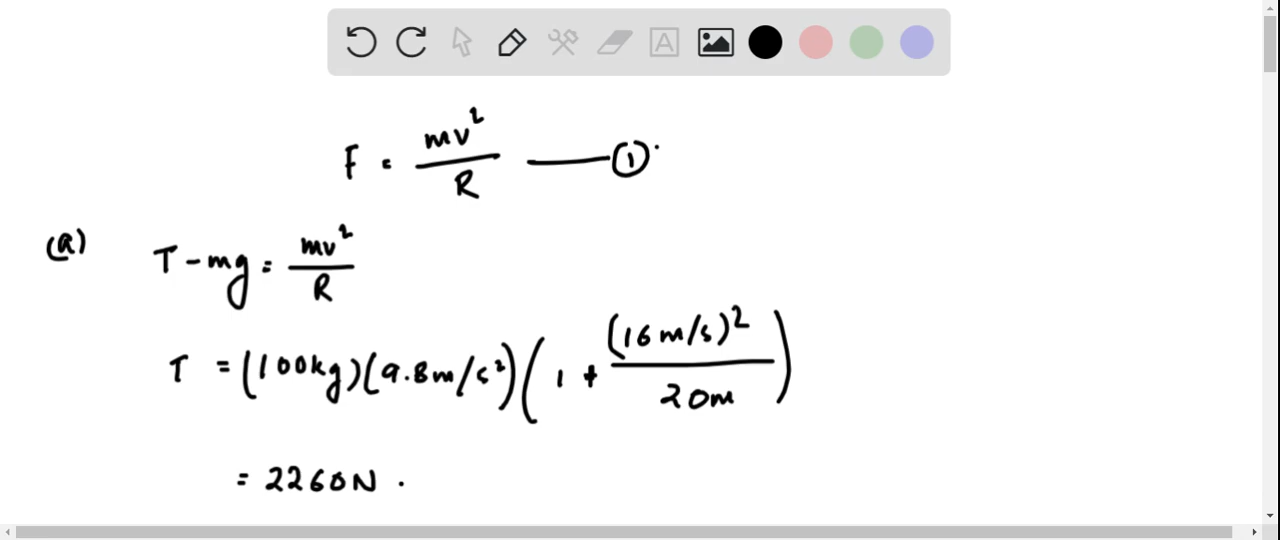 F = mv²/R ——— ①
(a) T - mg = mv²/R
T = (100kg)(9.8m/s²)(1 + (16m/s)²/20m)
= 2260N .